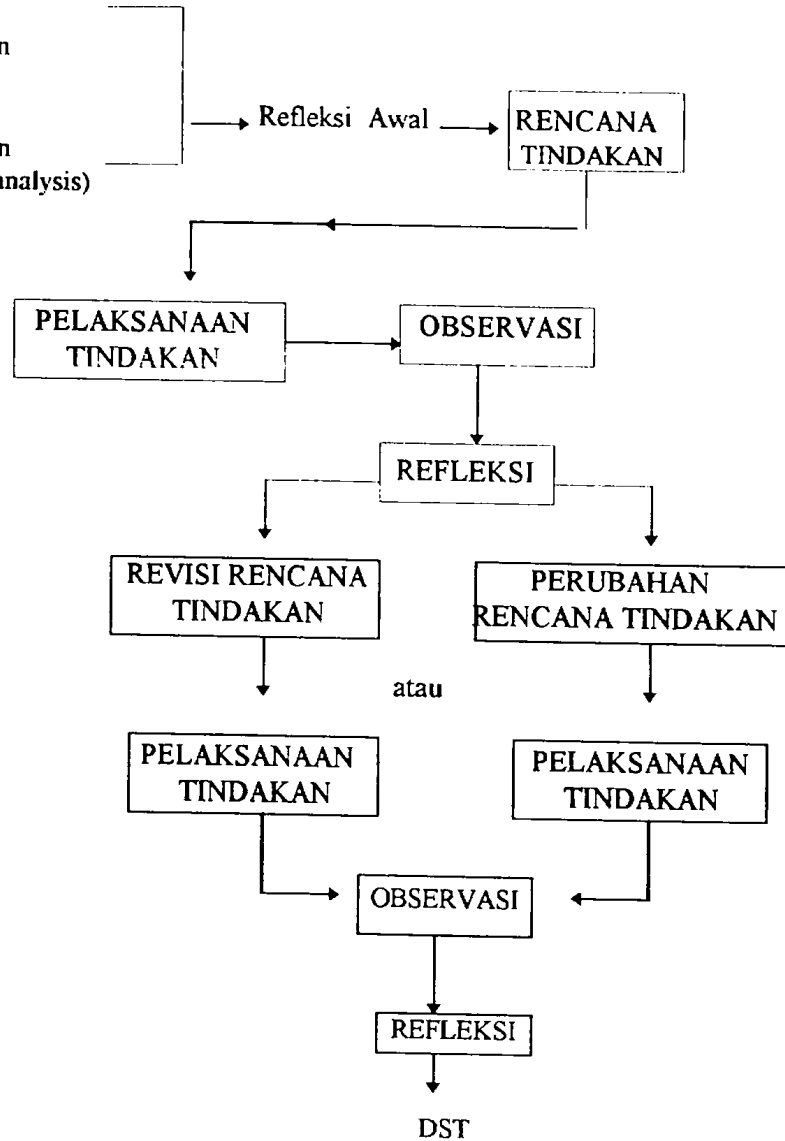 n
n
analysis)
Refleksi Awal
RENCANA
TINDAKAN
PELAKSANAAN
TINDAKAN
OBSERVASI
REFLEKSI
REVISI RENCANA
TINDAKAN
PERUBAHAN
RENCANA TINDAKAN
atau
PELAKSANAAN
TINDAKAN
PELAKSANAAN
TINDAKAN
OBSERVASI
REFLEKSI
DST